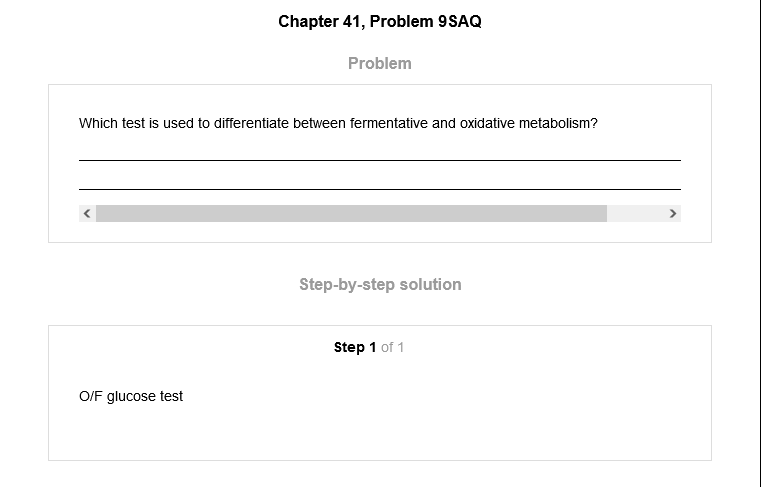 Chapter 41, Problem 9SAQ
Problem
Which test is used to differentiate between fermentative and oxidative metabolism?
Step-by-step solution
Step 1 of 1
O/F glucose test